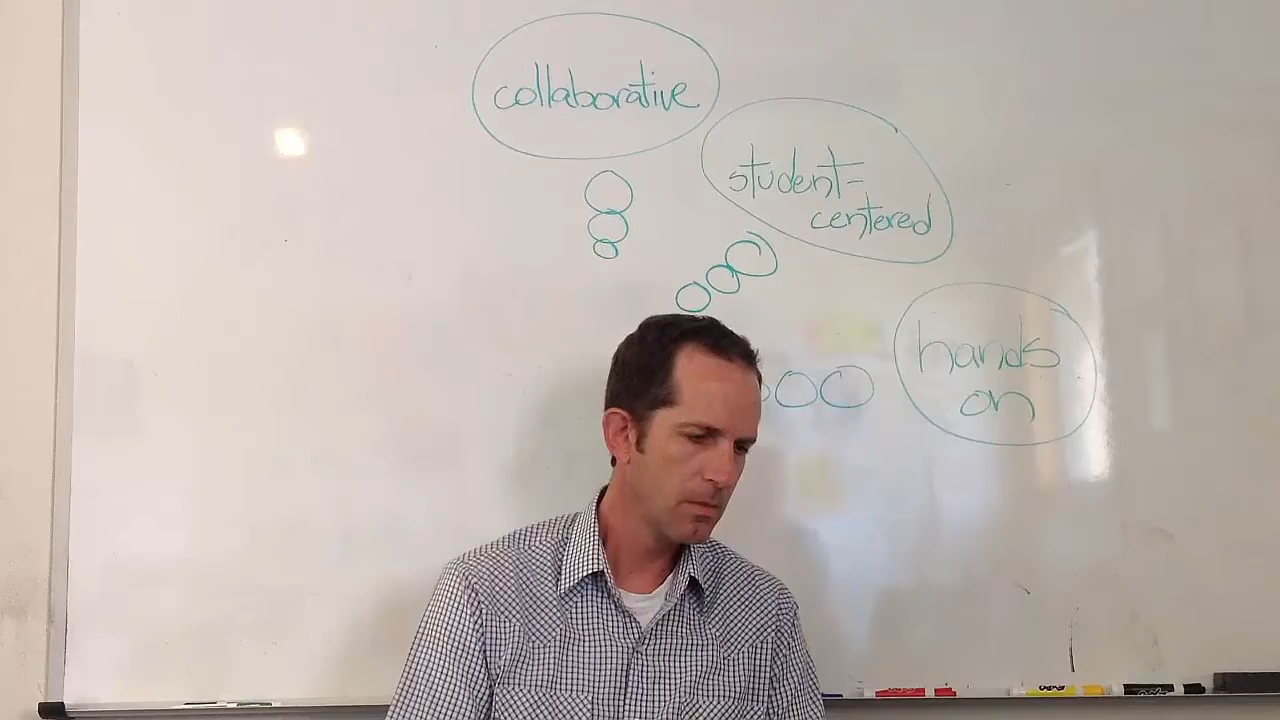 collaborative
student-
centered
hands
on